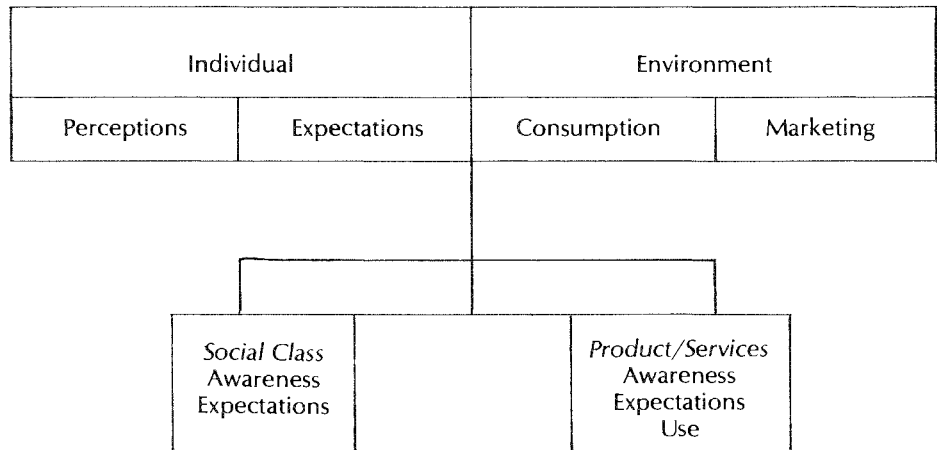 Individual
Environment
Perceptions
Expectations
Consumption
Marketing
Social Class
Awareness
Expectations
Product/Services
Awareness
Expectations
Use